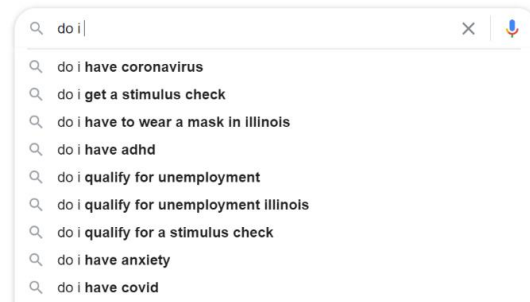 do i
do i have coronavirus
do i get a stimulus check
do i have to wear a mask in illinois
do i have adhd
do i qualify for unemployment
do i qualify for unemployment illinois
do i qualify for a stimulus check
do i have anxiety
do i have covid